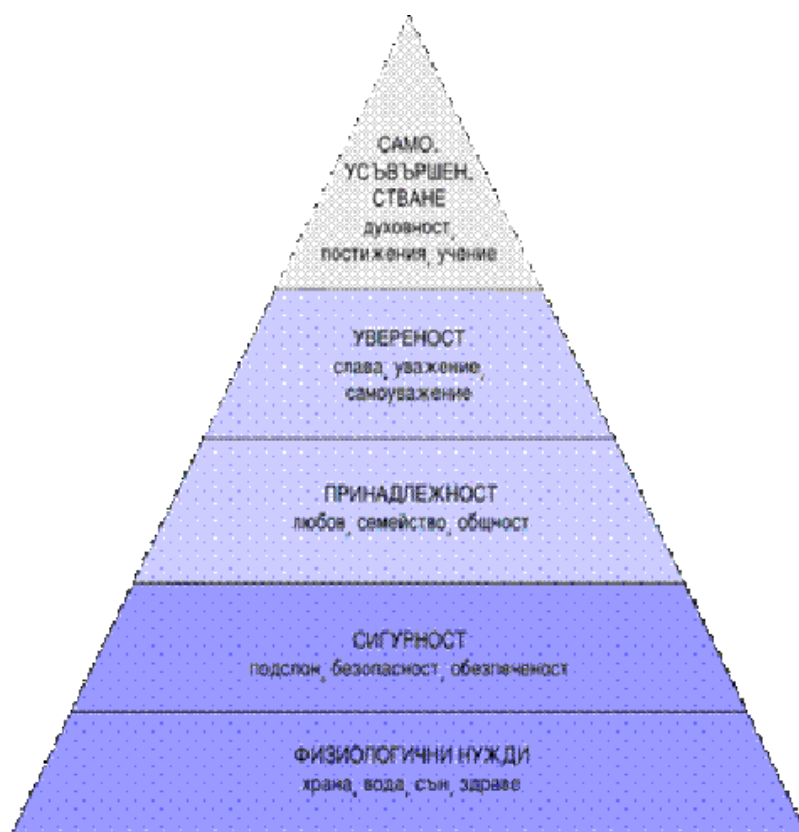 САМО.
УСЪВЪРШЕН.
СТВАНЕ
духовност,
постижения, учение
УВЕРЕНОСТ
слава, уважение,
самоуважение
ПРИНАДЛЕЖНОСТ
любов, семейство, общност
СИГУРНОСТ
подслон, безопасност, обезпеченост
ФИЗИОЛОГИЧНИ НУЖДИ
храна, вода, сън, здраве